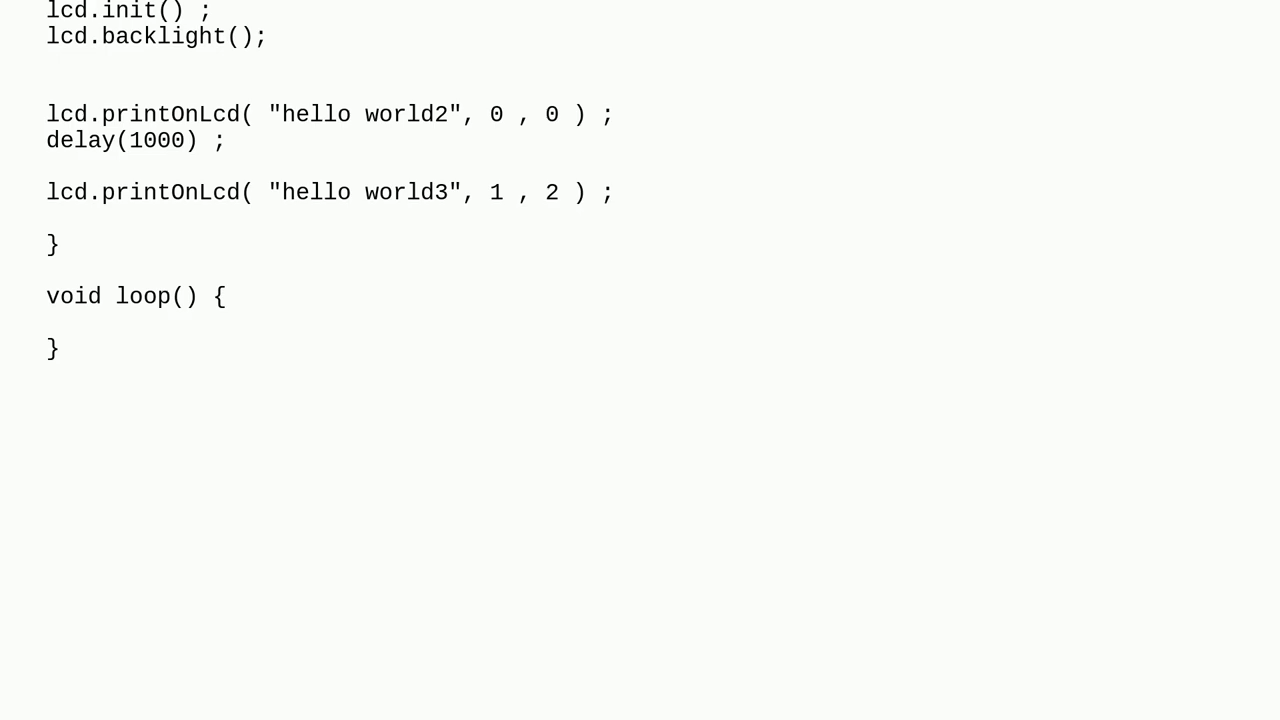 lcd.init() ;
lcd.backlight();
lcd.printOnLcd( "hello world2", 0 , 0 ) ;
delay(1000) ;
lcd.printOnLcd( "hello world3", 1 , 2 ) ;
}
void loop() {
}